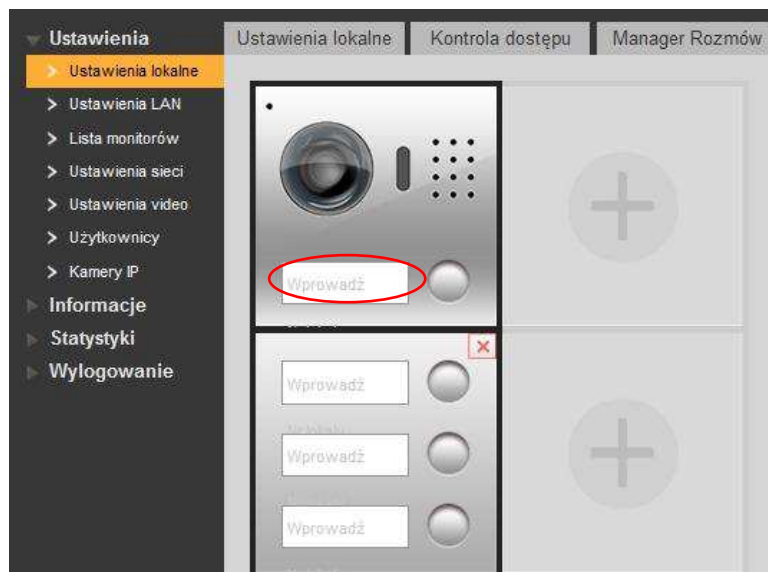 Ustawienia
Ustawienia lokalne
Ustawienia LAN
Lista monitorów
Ustawienia sieci
Ustawienia video
Użytkownicy
Kamery IP
Informacje
Statystyki
Wylogowanie
Ustawienia lokalne Kontrola dostępu Manager Rozmów
Wprowadź
Wprowadź
Wprowadź
Wprowadź